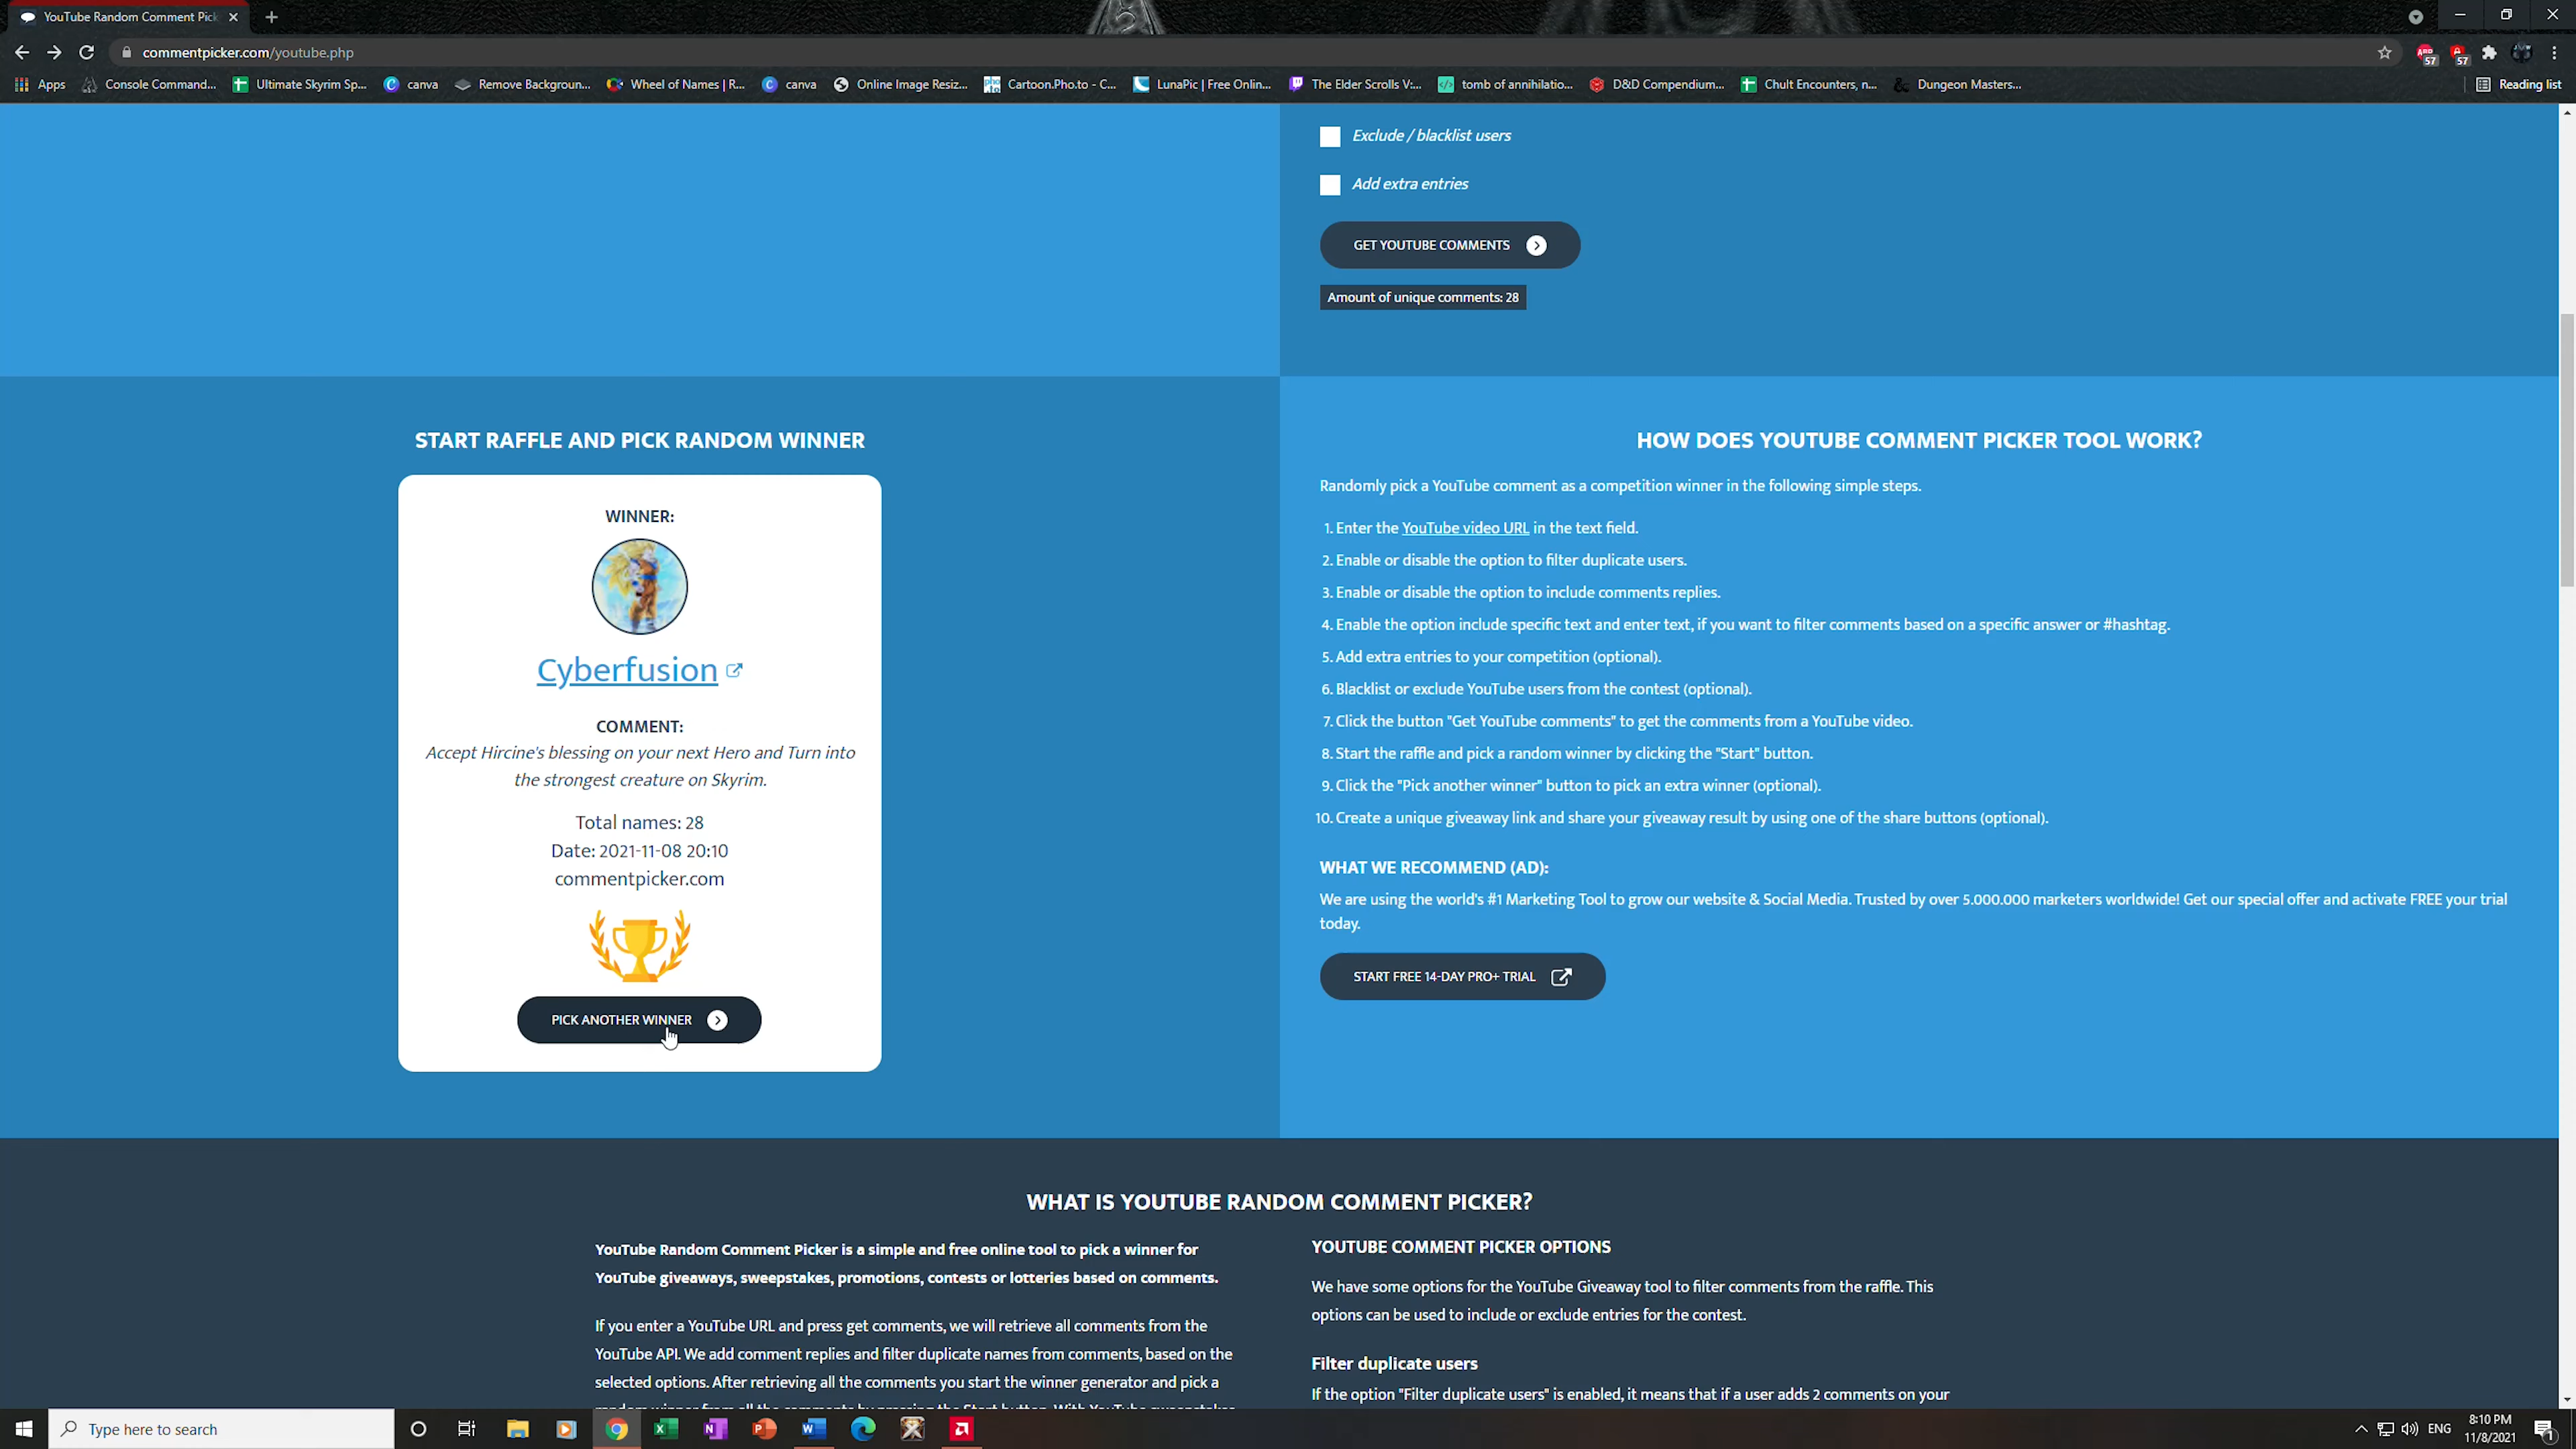 YouTube Random Comment Pick
commentpicker.com/youtube.php
Apps Console Command... Ultimate Skyrim Sp... canva Remove Backgroun... Wheel of Names | R... canva Online Image Resiz... Cartoon.Pho.to - C... LunaPic | Free Onlin... The Elder Scrolls V:... tomb of annihilatio... D&D Compendium... Chult Encounters, n... Dungeon Masters... Reading list
57 57
Exclude / blacklist users
Add extra entries
GET YOUTUBE COMMENTS
Amount of unique comments: 28
START RAFFLE AND PICK RANDOM WINNER
WINNER:
Cyberfusion
COMMENT:
Accept Hircine's blessing on your next Hero and Turn into
the strongest creature on Skyrim.
Total names: 28
Date: 2021-11-08 20:10
commentpicker.com
PICK ANOTHER WINNER
HOW DOES YOUTUBE COMMENT PICKER TOOL WORK?
Randomly pick a YouTube comment as a competition winner in the following simple steps.
1. Enter the YouTube video URL in the text field.
2. Enable or disable the option to filter duplicate users.
3. Enable or disable the option to include comments replies.
4. Enable the option include specific text and enter text, if you want to filter comments based on a specific answer or #hashtag.
5. Add extra entries to your competition (optional).
6. Blacklist or exclude YouTube users from the contest (optional).
7. Click the button "Get YouTube comments" to get the comments from a YouTube video.
8. Start the raffle and pick a random winner by clicking the "Start" button.
9. Click the "Pick another winner" button to pick an extra winner (optional).
10. Create a unique giveaway link and share your giveaway result by using one of the share buttons (optional).
WHAT WE RECOMMEND (AD):
We are using the world's #1 Marketing Tool to grow our website & Social Media. Trusted by over 5.000.000 marketers worldwide! Get our special offer and activate FREE your trial
today.
START FREE 14-DAY PRO+ TRIAL
WHAT IS YOUTUBE RANDOM COMMENT PICKER?
YouTube Random Comment Picker is a simple and free online tool to pick a winner for
YouTube giveaways, sweepstakes, promotions, contests or lotteries based on comments.
If you enter a YouTube URL and press get comments, we will retrieve all comments from the
YouTube API. We add comment replies and filter duplicate names from comments, based on the
selected options. After retrieving all the comments you start the winner generator and pick a
random winner from all the comments by pressing the Start button. With YouTube sweepstakes
YOUTUBE COMMENT PICKER OPTIONS
We have some options for the YouTube Giveaway tool to filter comments from the raffle. This
options can be used to include or exclude entries for the contest.
Filter duplicate users
If the option "Filter duplicate users" is enabled, it means that if a user adds 2 comments on your
Type here to search
ENG
8:10 PM
11/8/2021
1